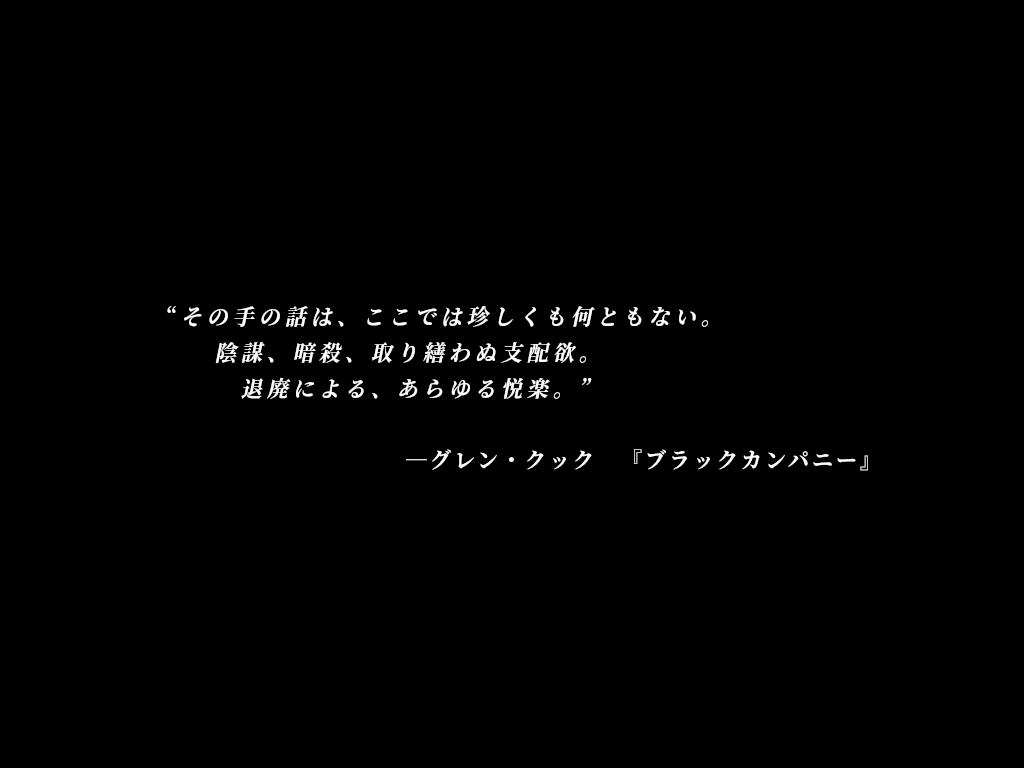 “その手の話は、ここでは珍しくも何ともない。
陰謀、暗殺、取り繕わぬ支配欲。
退廃による、あらゆる悦楽。”
―グレン・クック　『ブラックカンパニー』